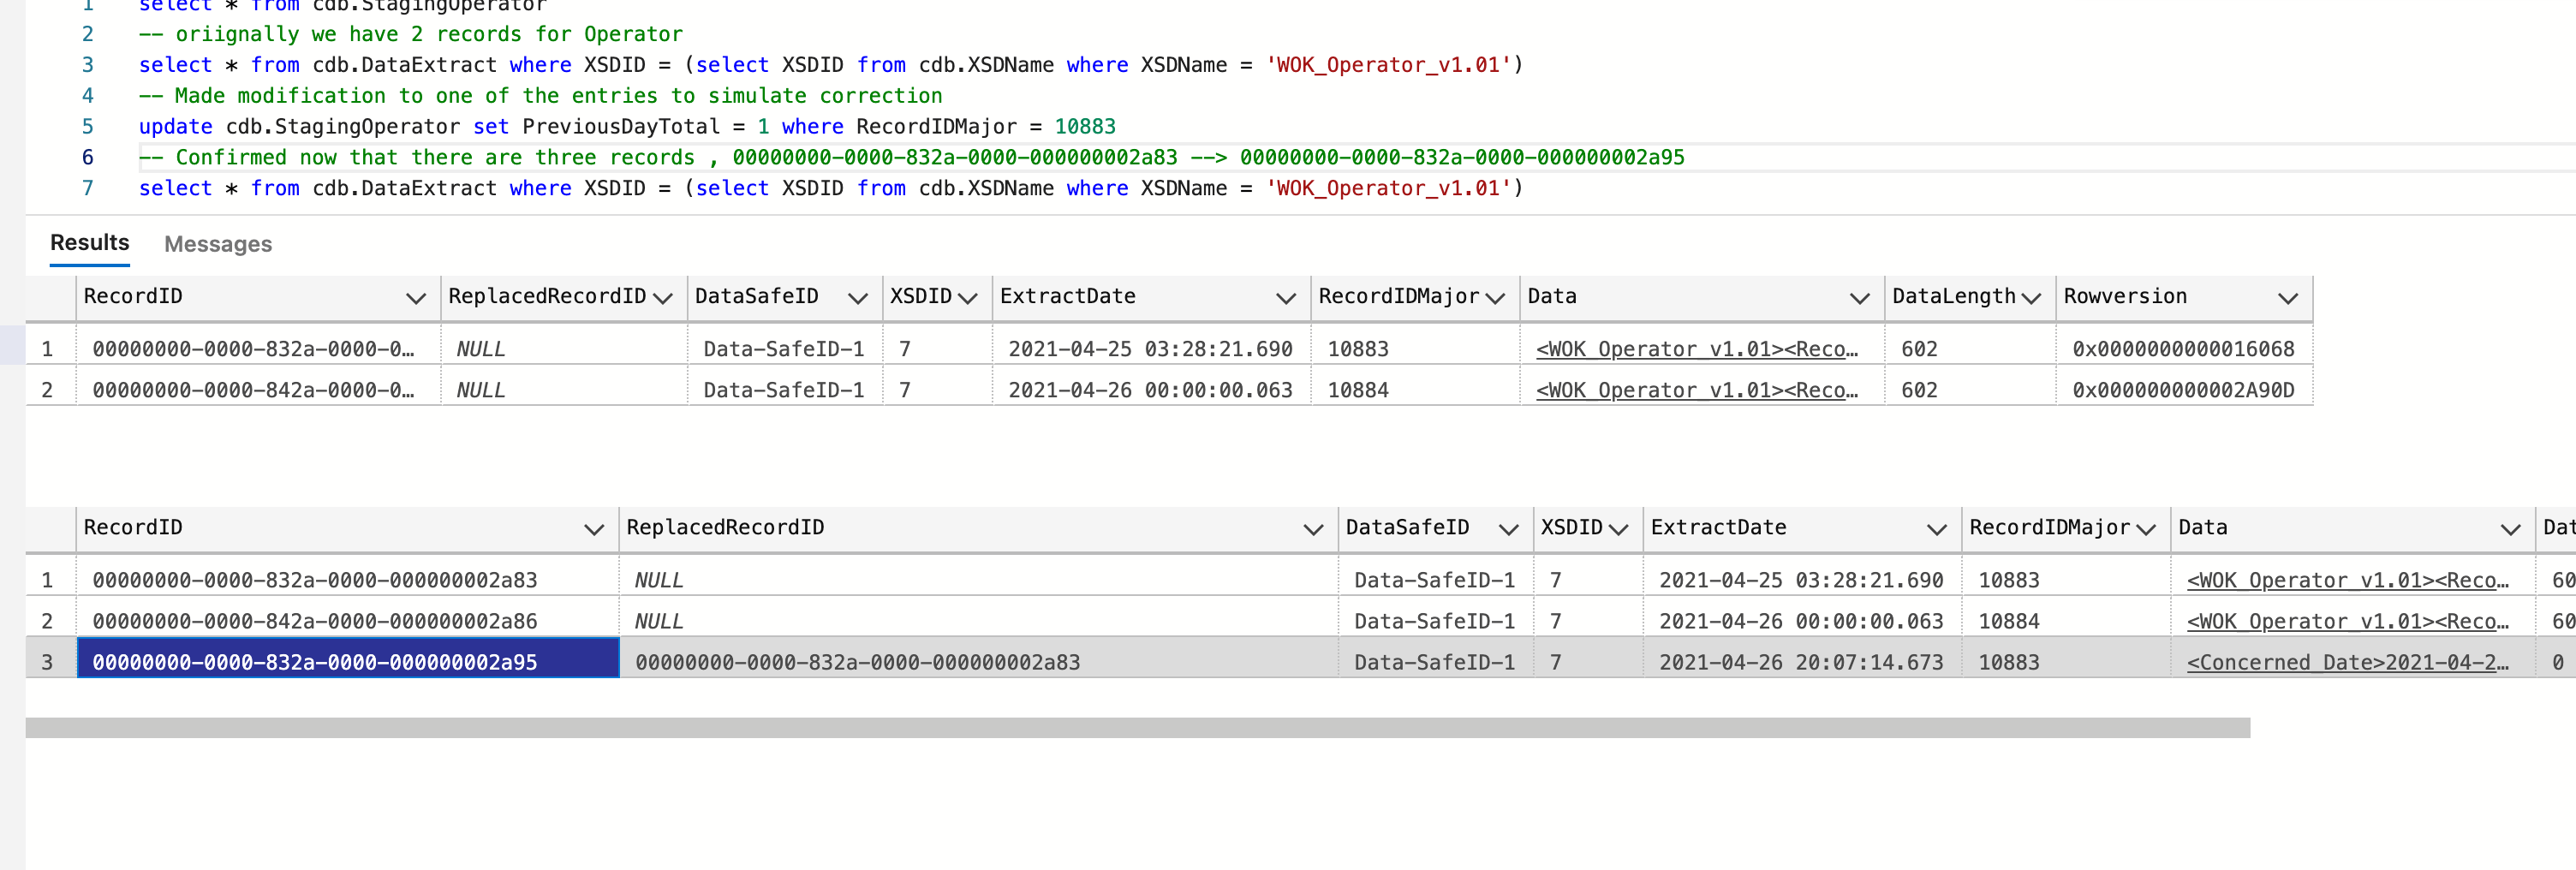 1 select * from cdb.StagingOperator
2 -- oriignally we have 2 records for Operator
3 select * from cdb.DataExtract where XSDID = (select XSDID from cdb.XSDName where XSDName = 'WOK_Operator_v1.01')
4 -- Made modification to one of the entries to simulate correction
5 update cdb.StagingOperator set PreviousDayTotal = 1 where RecordIDMajor = 10883
6 -- Confirmed now that there are three records , 00000000-0000-832a-0000-000000002a83 --> 00000000-0000-832a-0000-000000002a95
7 select * from cdb.DataExtract where XSDID = (select XSDID from cdb.XSDName where XSDName = 'WOK_Operator_v1.01')
Results Messages
RecordID ReplacedRecordID DataSafeID XSDID ExtractDate RecordIDMajor Data DataLength Rowversion
1 00000000-0000-832a-0000-0… NULL Data-SafeID-1 7 2021-04-25 03:28:21.690 10883 <WOK_Operator_v1.01><Reco… 602 0x0000000000016068
2 00000000-0000-842a-0000-0… NULL Data-SafeID-1 7 2021-04-26 00:00:00.063 10884 <WOK_Operator_v1.01><Reco… 602 0x000000000002A90D
RecordID ReplacedRecordID DataSafeID XSDID ExtractDate RecordIDMajor Data Dat
1 00000000-0000-832a-0000-000000002a83 NULL Data-SafeID-1 7 2021-04-25 03:28:21.690 10883 <WOK_Operator_v1.01><Reco… 60
2 00000000-0000-842a-0000-000000002a86 NULL Data-SafeID-1 7 2021-04-26 00:00:00.063 10884 <WOK_Operator_v1.01><Reco… 60
3 00000000-0000-832a-0000-000000002a95 00000000-0000-832a-0000-000000002a83 Data-SafeID-1 7 2021-04-26 20:07:14.673 10883 <Concerned_Date>2021-04-2… 0